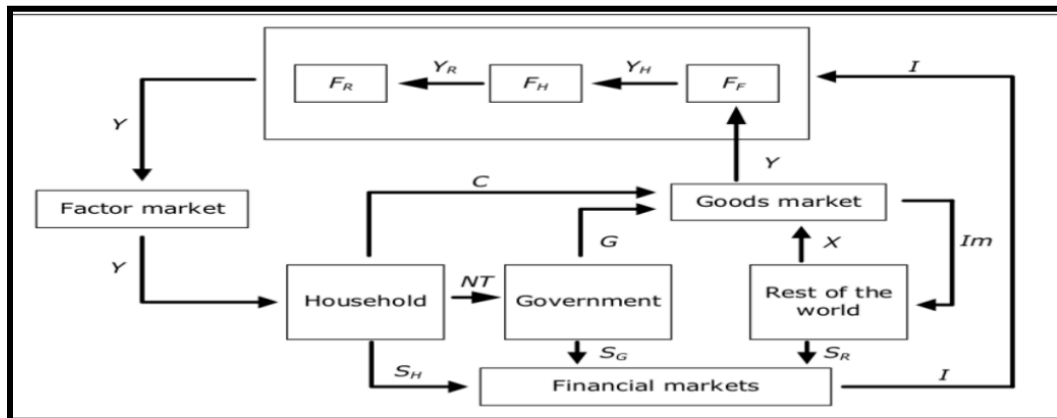 I
F_R
Y_R
F_H
Y_H
F_F
Y
Y
C
Factor market
Goods market
G
X
Im
Y
Household
NT
Government
Rest of the
world
S_H
S_G
S_R
Financial markets
I